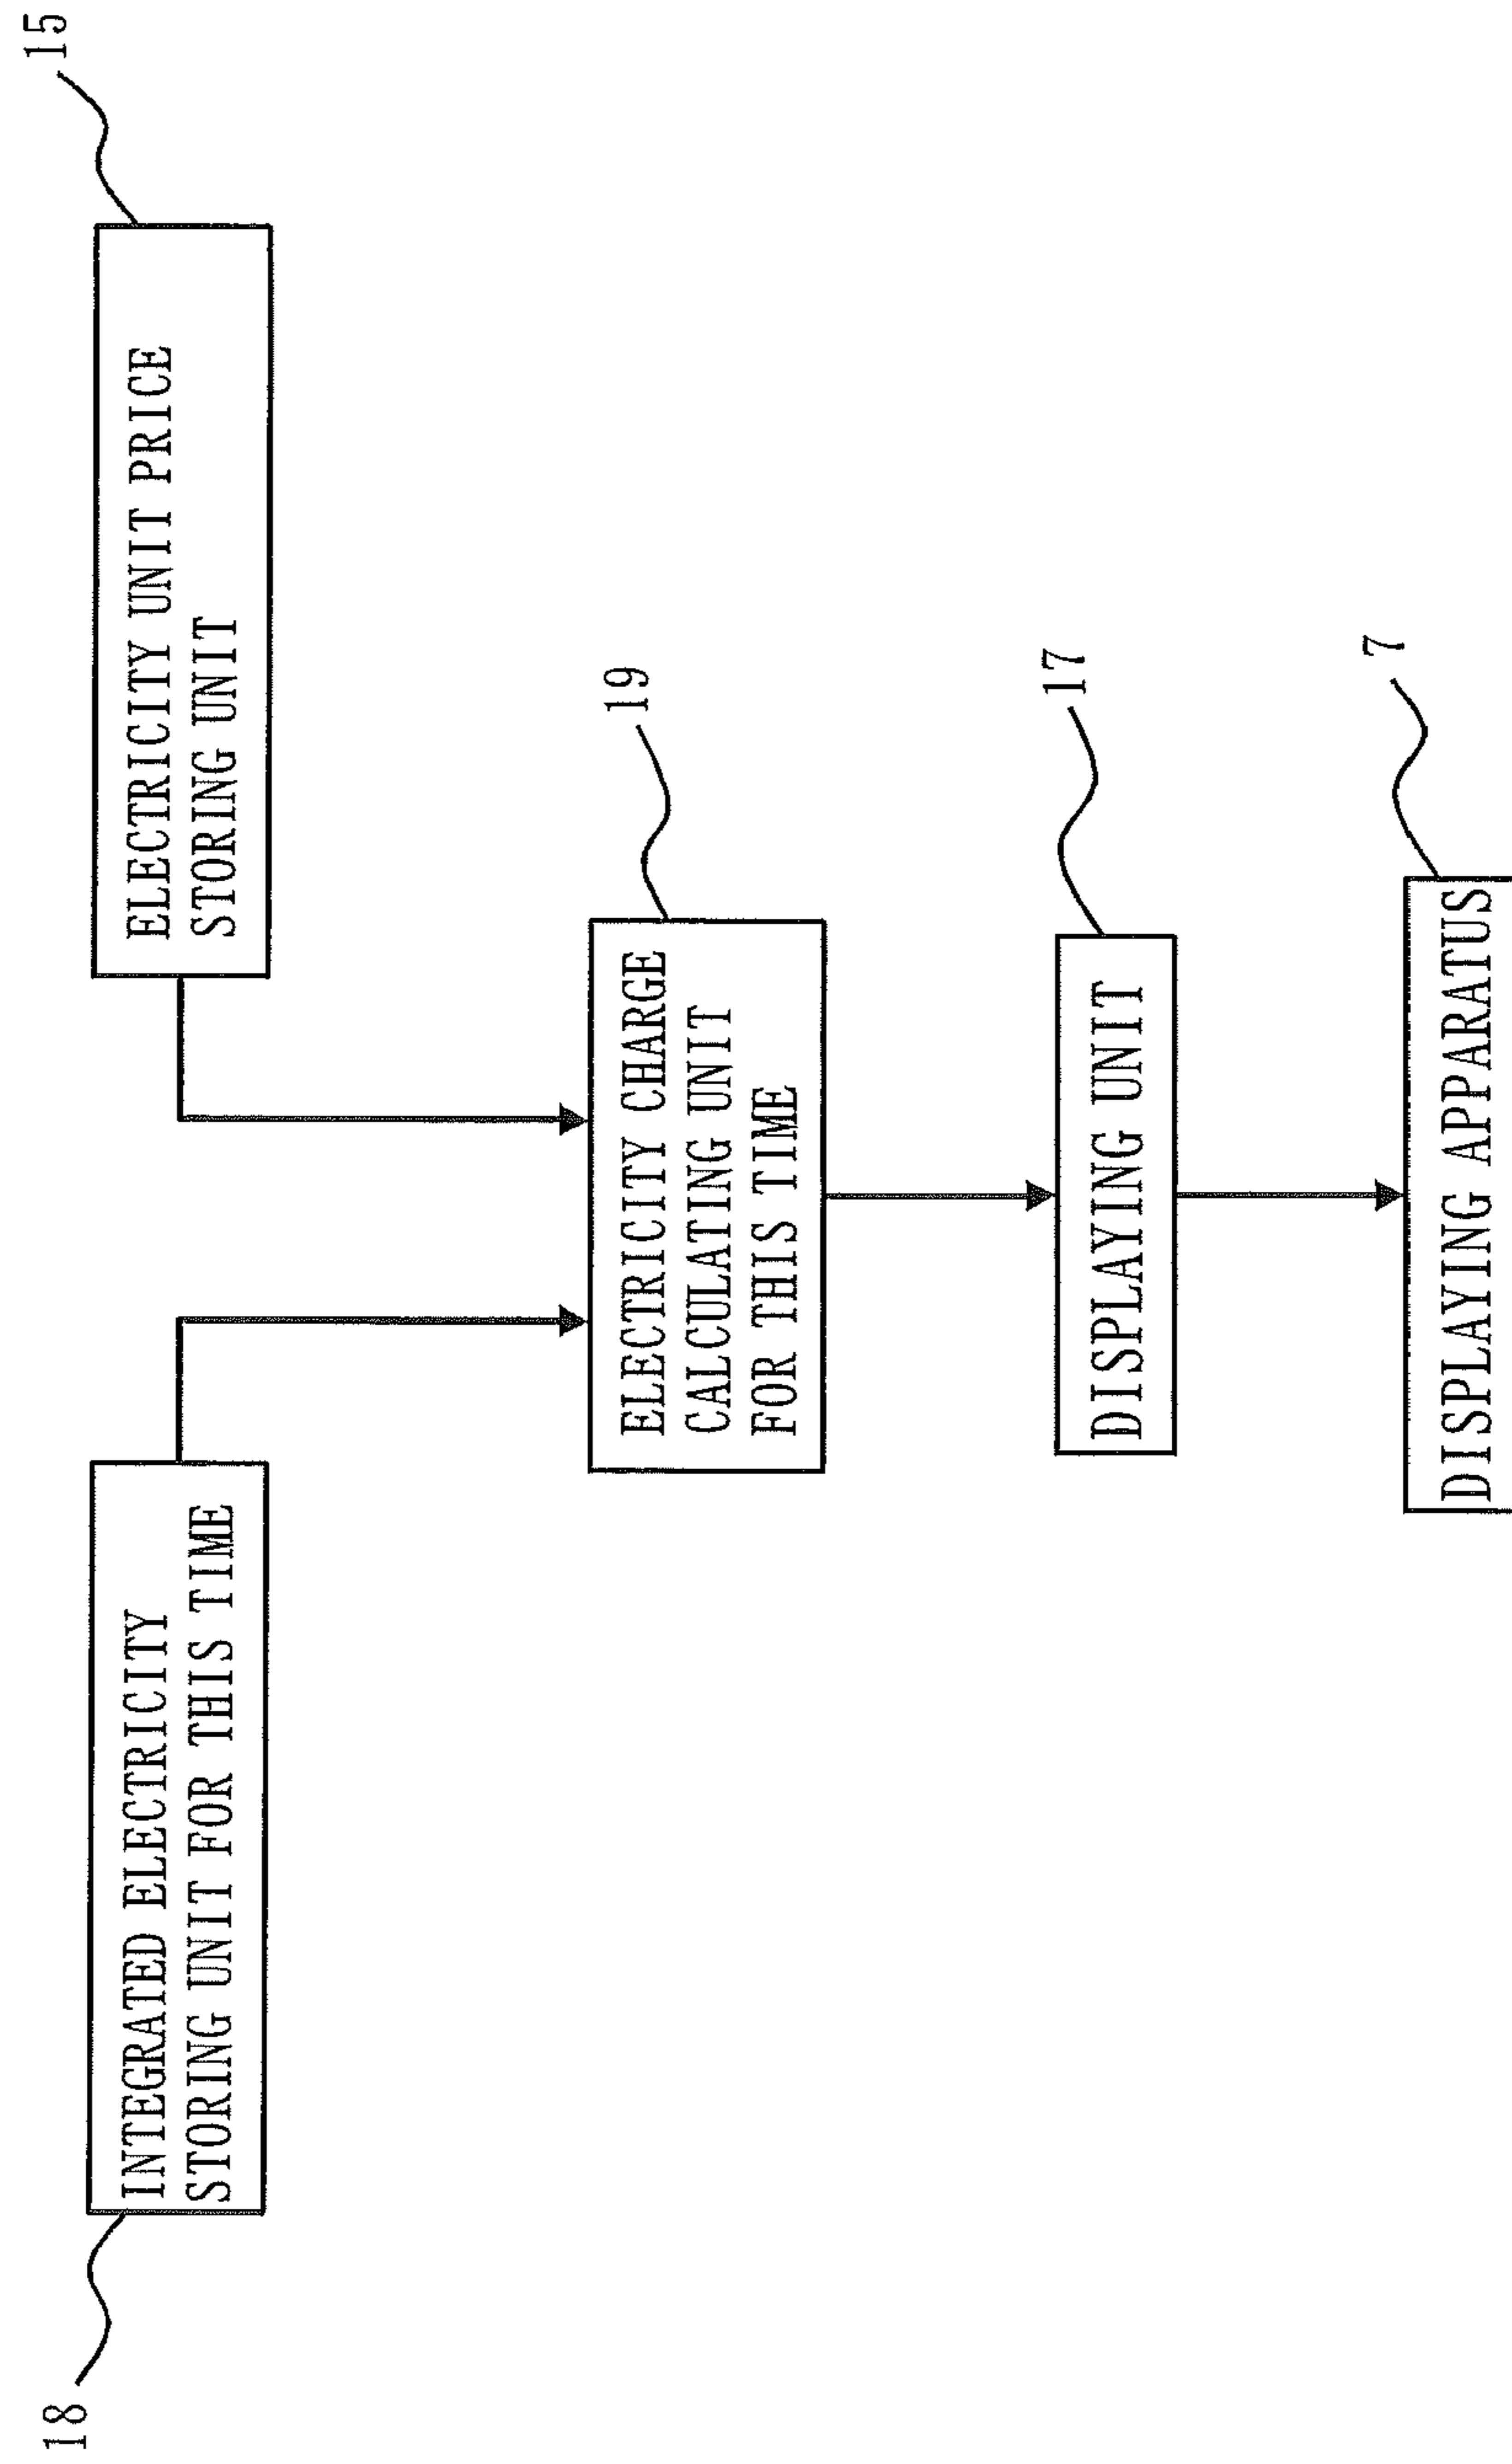 18
INTEGRATED ELECTRICITY
STORING UNIT FOR THIS TIME
15
ELECTRICITY UNIT PRICE
STORING UNIT
19
ELECTRICITY CHARGE
CALCULATING UNIT
FOR THIS TIME
17
DISPLAYING UNIT
7
DISPLAYING APPARATUS